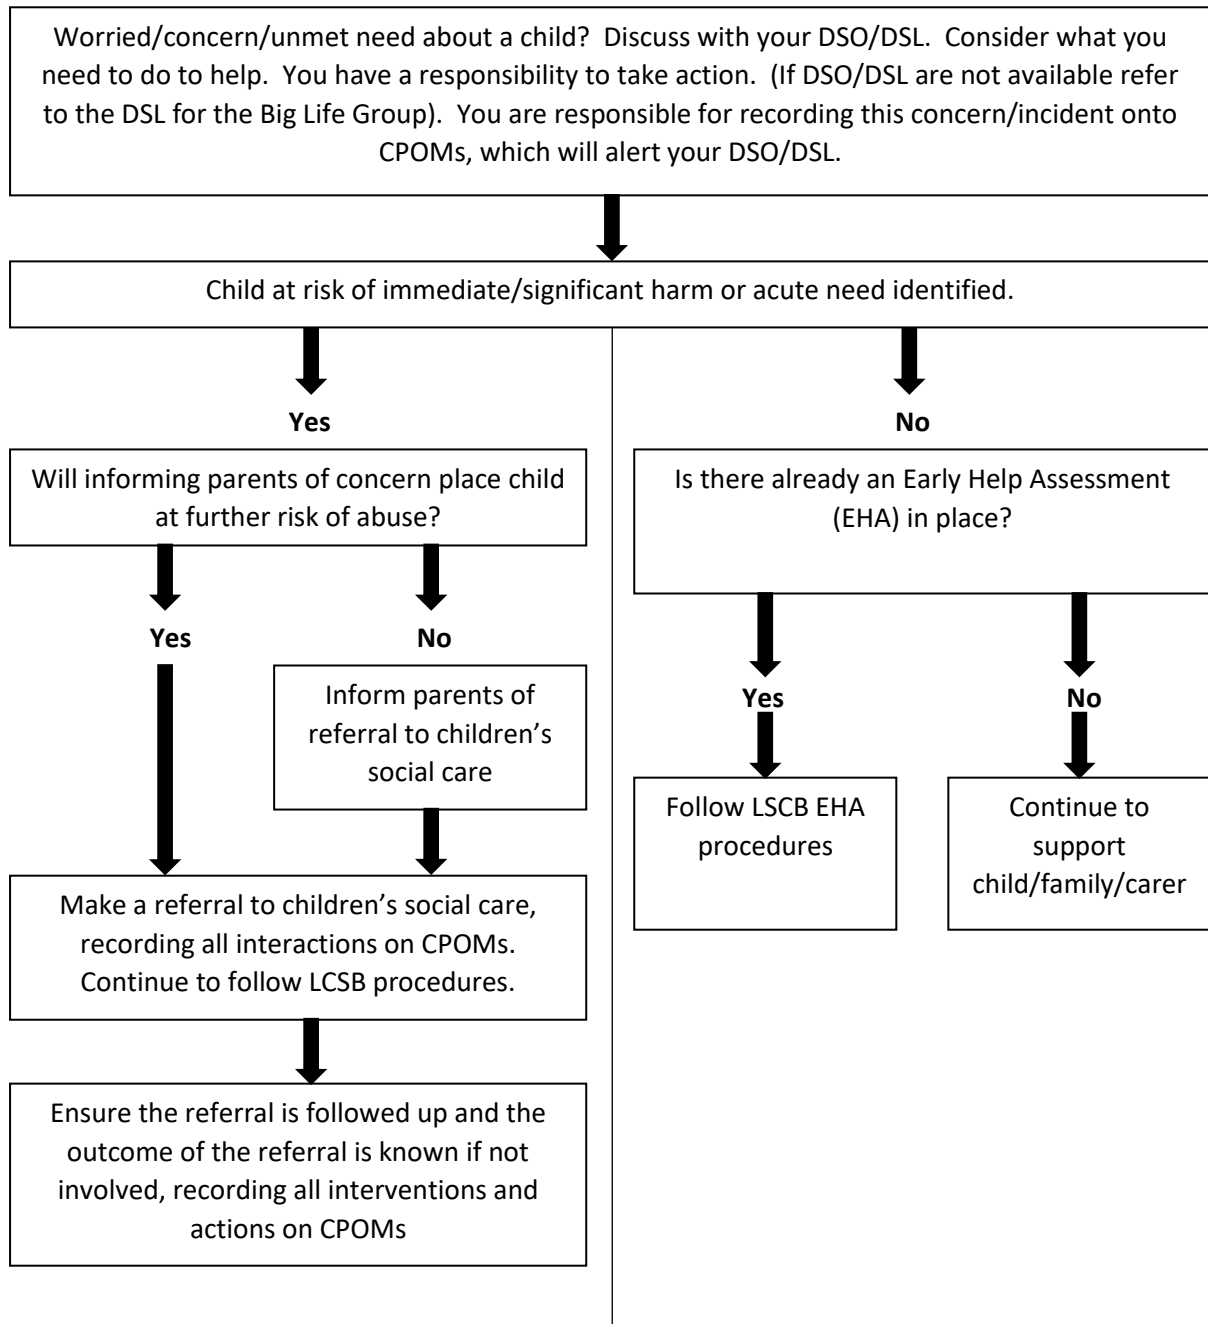 Worried/concern/unmet need about a child?  Discuss with your DSO/DSL.  Consider what you
need to do to help.  You have a responsibility to take action.  (If DSO/DSL are not available refer
to the DSL for the Big Life Group).  You are responsible for recording this concern/incident onto
CPOMs, which will alert your DSO/DSL.
Child at risk of immediate/significant harm or acute need identified.
Yes
No
Will informing parents of concern place child
at further risk of abuse?
Is there already an Early Help Assessment
(EHA) in place?
Yes
No
Inform parents of
referral to children’s
social care
Yes
No
Follow LSCB EHA
procedures
Continue to
support
child/family/carer
Make a referral to children’s social care,
recording all interactions on CPOMs.
Continue to follow LCSB procedures.
Ensure the referral is followed up and the
outcome of the referral is known if not
involved, recording all interventions and
actions on CPOMs